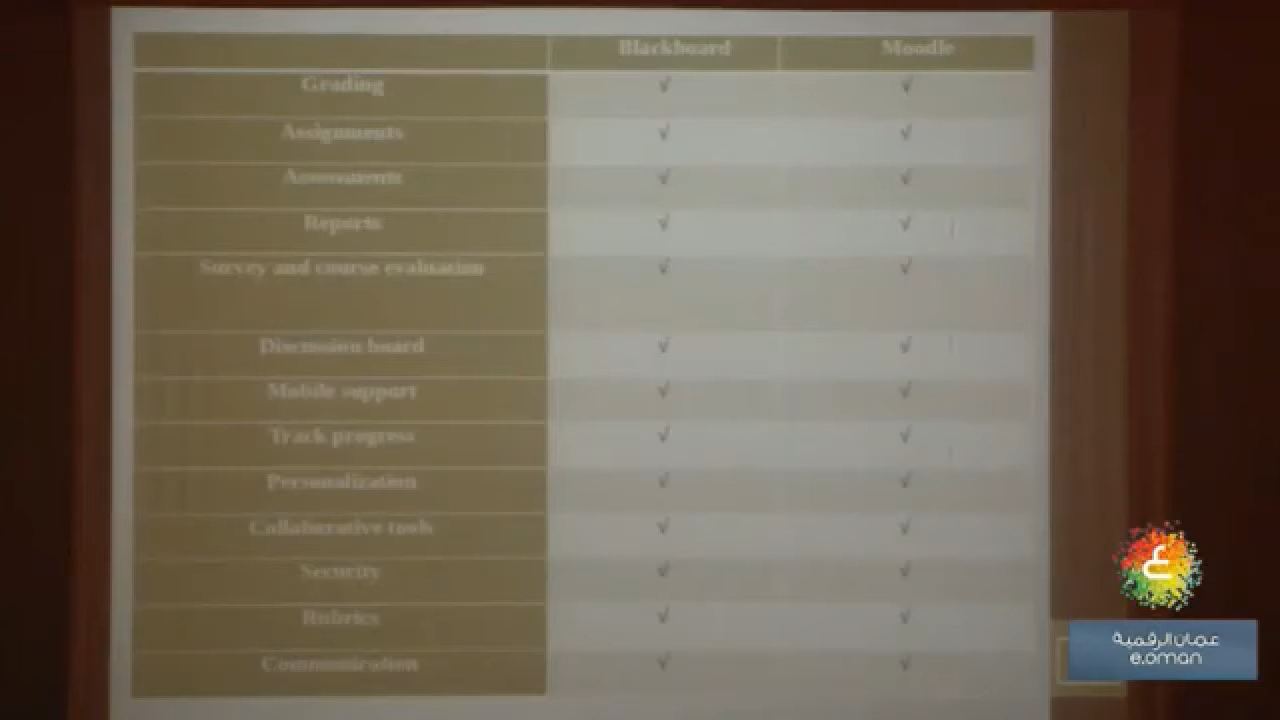 Blackboard Moodle
Grading √ √
Assignments √ √
Assessments √ √
Reports √ √
Survey and course evaluation √ √
Discussion board √ √
Mobile support √ √
Track progress √ √
Personalization √ √
Collaborative tools √ √
Security √ √
Rubrics √ √
Communication √ √
ع
عمان الرقمية
e.oman